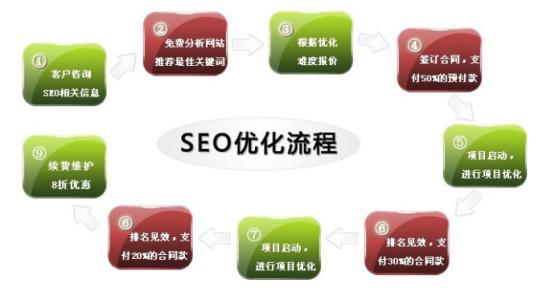 ①
客户咨询
SEO相关信息
②
免费分析网站
推荐最佳关键词
③
根据优化
难度报价
④
签订合同，支
付50%的预付款
SEO优化流程
⑤
项目启动，
进行项目优化
⑥
排名见效，支
付30%的合同款
⑦
项目启动，
进行项目优化
⑧
排名见效，支
付20%的合同款
⑨
续费维护
8折优惠